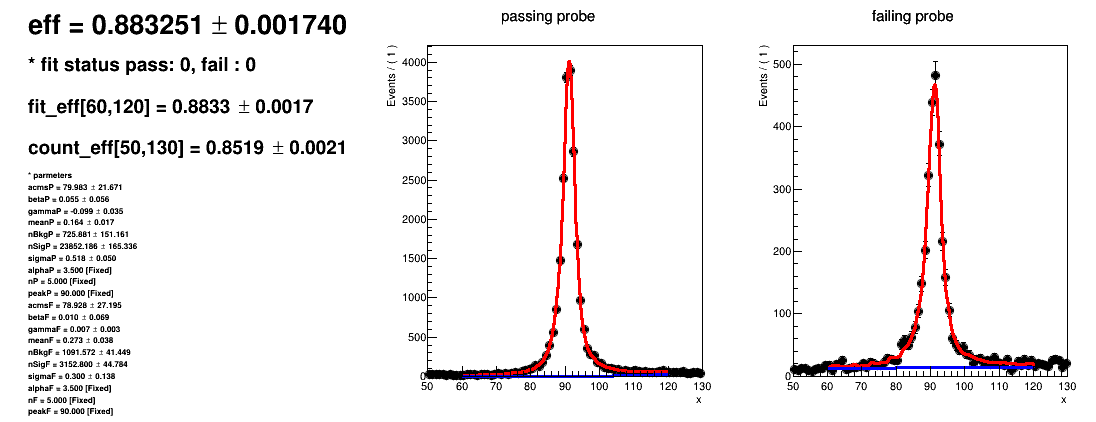 eff = 0.883251 ± 0.001740
* fit status pass: 0, fail : 0
fit_eff[60,120] = 0.8833 ± 0.0017
count_eff[50,130] = 0.8519 ± 0.0021
* parmeters
acmsP = 79.983 ± 21.671
betaP = 0.055 ± 0.056
gammaP = -0.099 ± 0.035
meanP = 0.164 ± 0.017
nBkgP = 725.881 ± 151.161
nSigP = 23852.186 ± 165.336
sigmaP = 0.518 ± 0.050
alphaP = 3.500 [Fixed]
nP = 5.000 [Fixed]
peakP = 90.000 [Fixed]
acmsF = 78.928 ± 27.195
betaF = 0.010 ± 0.069
gammaF = 0.007 ± 0.003
meanF = 0.273 ± 0.038
nBkgF = 1091.572 ± 41.449
nSigF = 3152.800 ± 44.784
sigmaF = 0.300 ± 0.138
alphaF = 3.500 [Fixed]
nF = 5.000 [Fixed]
peakF = 90.000 [Fixed]
passing probe
Events / ( 1 )
4000
3500
3000
2500
2000
1500
1000
500
0
50 60 70 80 90 100 110 120 130
x
failing probe
Events / ( 1 )
500
400
300
200
100
0
50 60 70 80 90 100 110 120 130
x